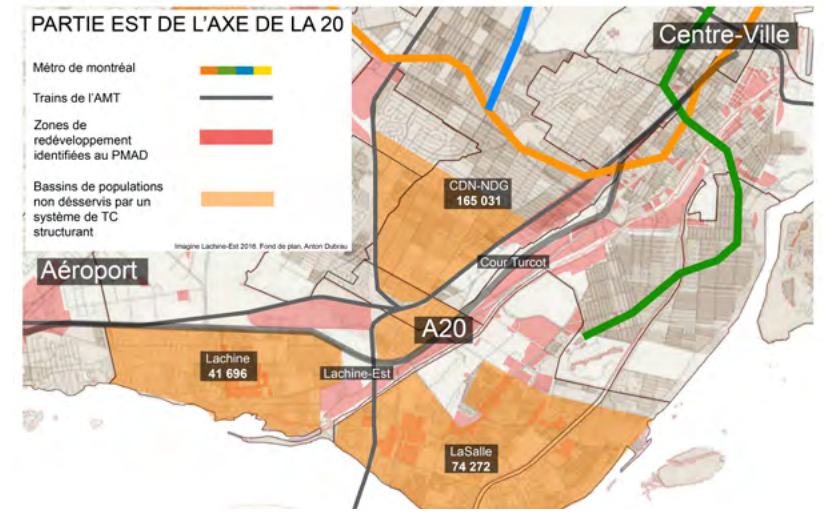 PARTIE EST DE L'AXE DE LA 20
Métro de montréal
Trains de l'AMT
Zones de
redéveloppement
identifiées au PMAD
Bassins de populations
non désservis par un
système de TC
structurant
Imagine Lachine-Est 2016. Fond de plan, Anton Dubrau
Centre-Ville
CDN-NDG
165 031
Cour Turcot
Aéroport
A20
Lachine
41 696
Lachine-Est
LaSalle
74 272